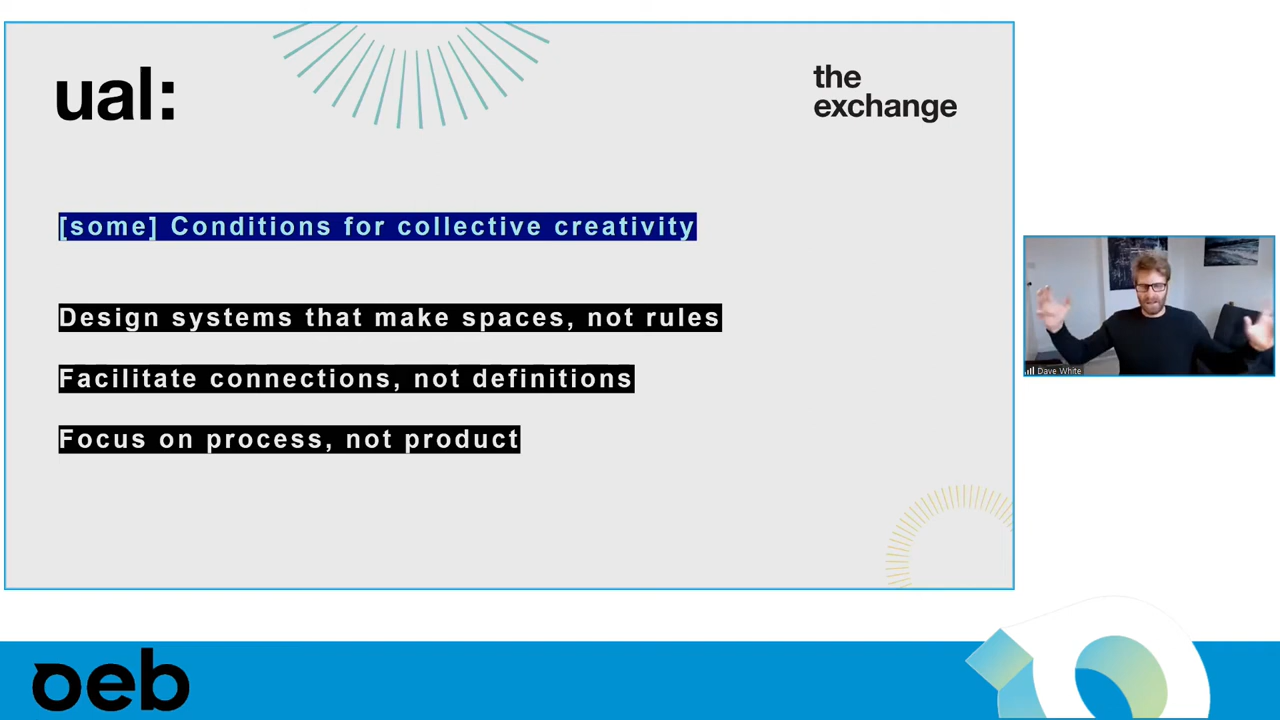 ual:
the
exchange
[some] Conditions for collective creativity
Design systems that make spaces, not rules
Facilitate connections, not definitions
Focus on process, not product
Dave White
oeb